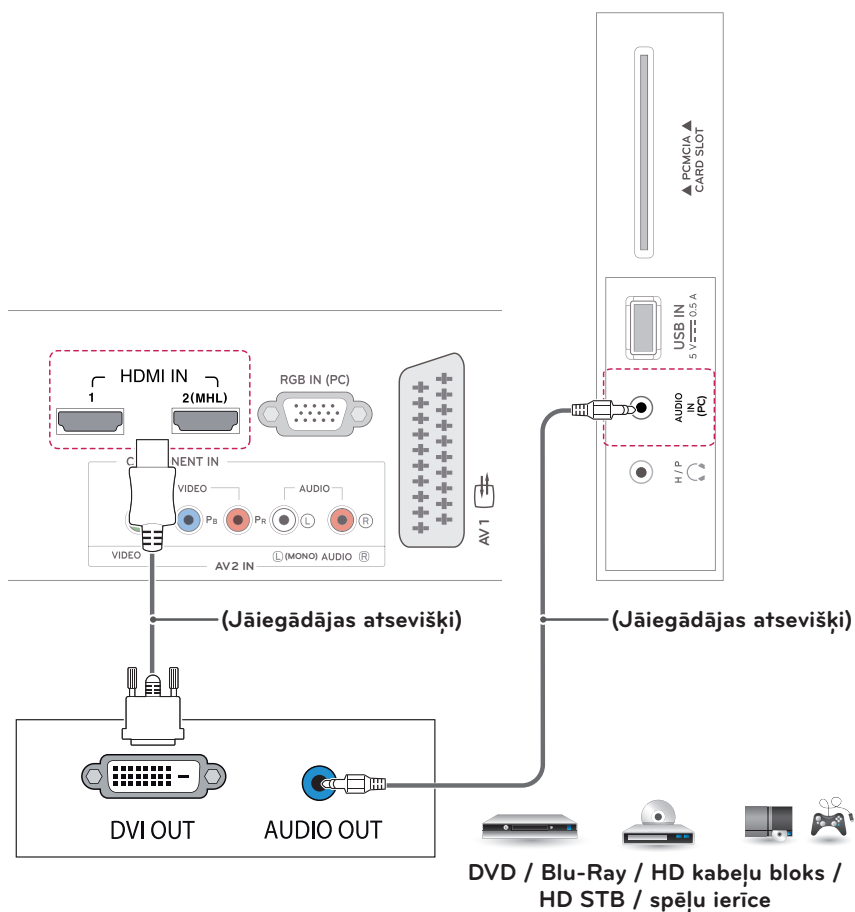 ▲ PCMCIA ▲
CARD SLOT
USB IN
5 V 0.5 A
AUDIO
IN
(PC)
H / P
HDMI IN
1
2(MHL)
RGB IN (PC)
C NENT IN
VIDEO
AUDIO
PB
PR
L
R
VIDEO
L (MONO) AUDIO R
AV2 IN
AV 1
(Jāiegādājas atsevišķi)
(Jāiegādājas atsevišķi)
DVI OUT
AUDIO OUT
DVD / Blu-Ray / HD kabeļu bloks /
HD STB / spēļu ierīce